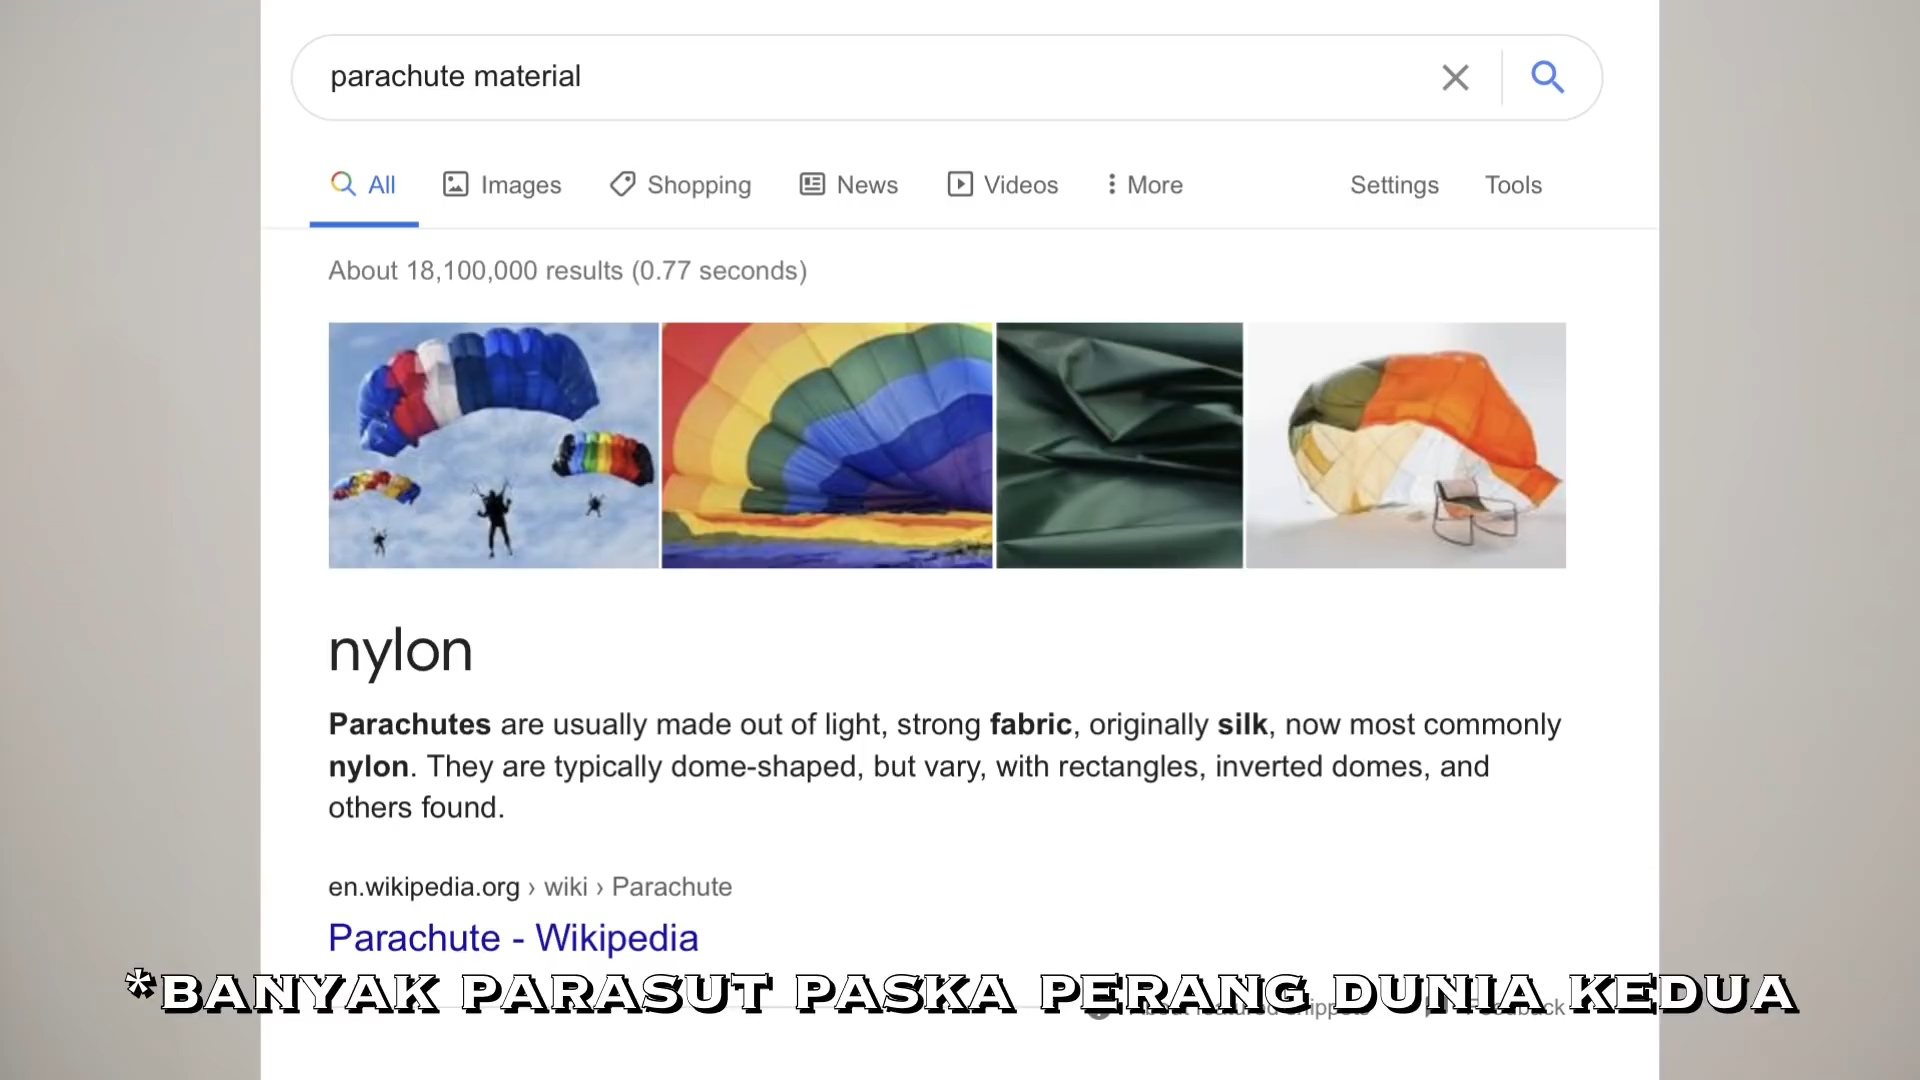 parachute material
All Images Shopping News Videos More Settings Tools
About 18,100,000 results (0.77 seconds)
nylon
Parachutes are usually made out of light, strong fabric, originally silk, now most commonly
nylon. They are typically dome-shaped, but vary, with rectangles, inverted domes, and
others found.
en.wikipedia.org › wiki › Parachute
Parachute - Wikipedia
*BANYAK PARASUT PASKA PERANG DUNIA KEDUA